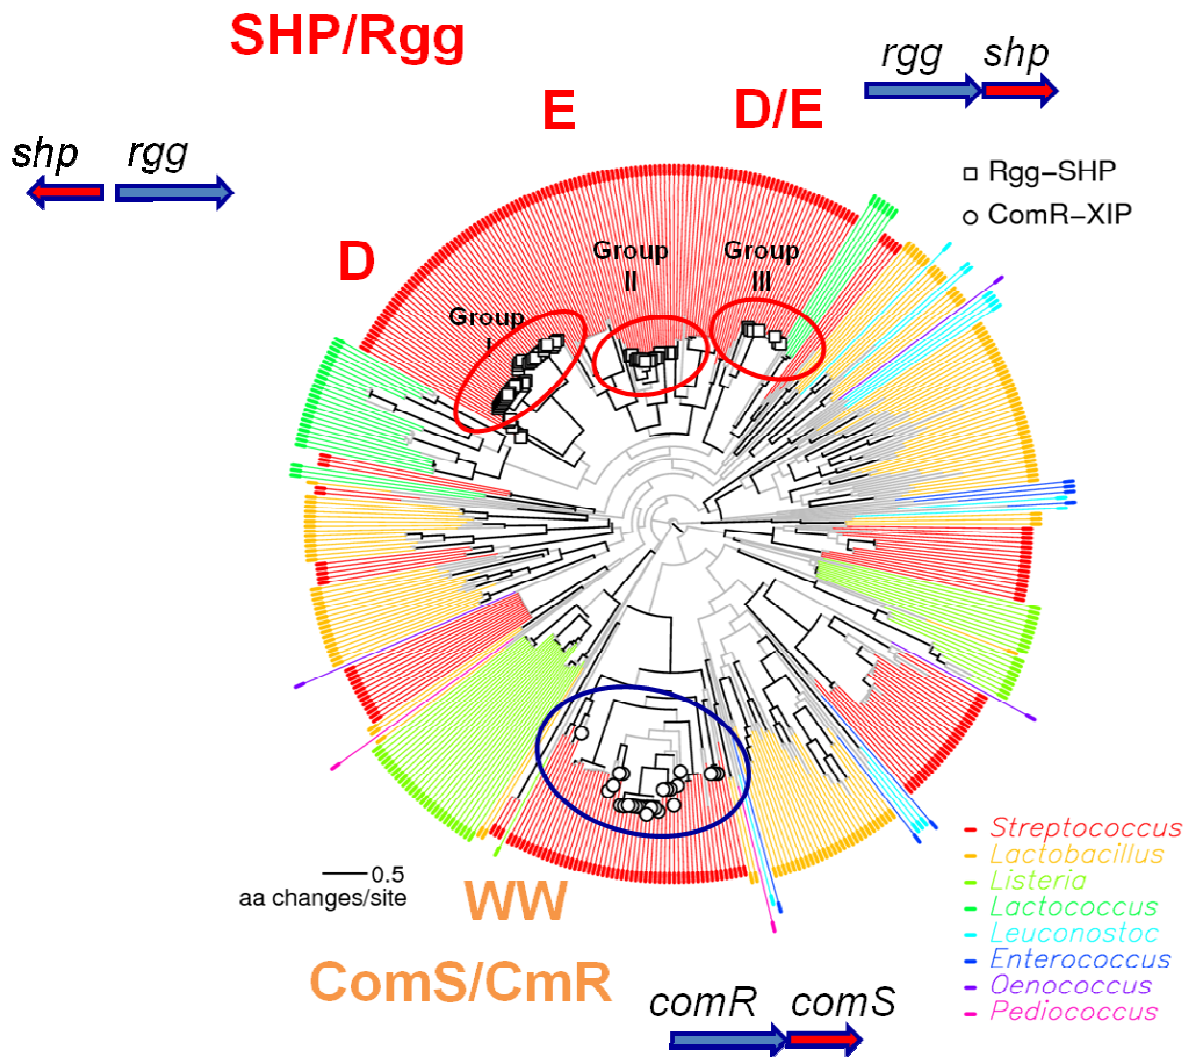 SHP/Rgg
rgg shp
E
D/E
shp rgg
Rgg-SHP
ComR-XIP
D
Group
II
Group
III
Group
I
0.5
aa changes/site
WW
ComS/CmR
comR comS
Streptococcus
Lactobacillus
Listeria
Lactococcus
Leuconostoc
Enterococcus
Oenococcus
Pediococcus